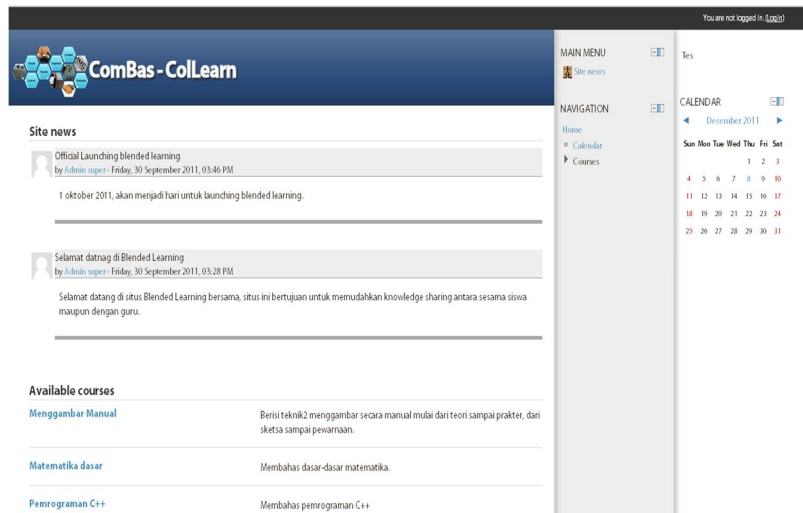 You are not logged in. (Login)
ComBas - ColLearn
Site news
Official Launching blended learning
by Admin super - Friday, 30 September 2011, 03:46 PM
1 oktober 2011, akan menjadi hari untuk launching blended learning.
Selamat datnag di Blended Learning
by Admin super - Friday, 30 September 2011, 03:28 PM
Selamat datang di situs Blended Learning bersama, situs ini bertujuan untuk memudahkan knowledge sharing antara sesama siswa
maupun dengan guru.
Available courses
Menggambar Manual
Berisi teknik2 menggambar secara manual mulai dari teori sampai prakter, dari
sketsa sampai pewarnaan.
Matematika dasar
Membahas dasar-dasar matematika.
Pemrograman C++
Membahas pemrograman C++
MAIN MENU
Site news
NAVIGATION
Home
Calendar
Courses
Tes
CALENDAR
December 2011
Sun Mon Tue Wed Thu Fri Sat
1 2 3
4 5 6 7 8 9 10
11 12 13 14 15 16 17
18 19 20 21 22 23 24
25 26 27 28 29 30 31